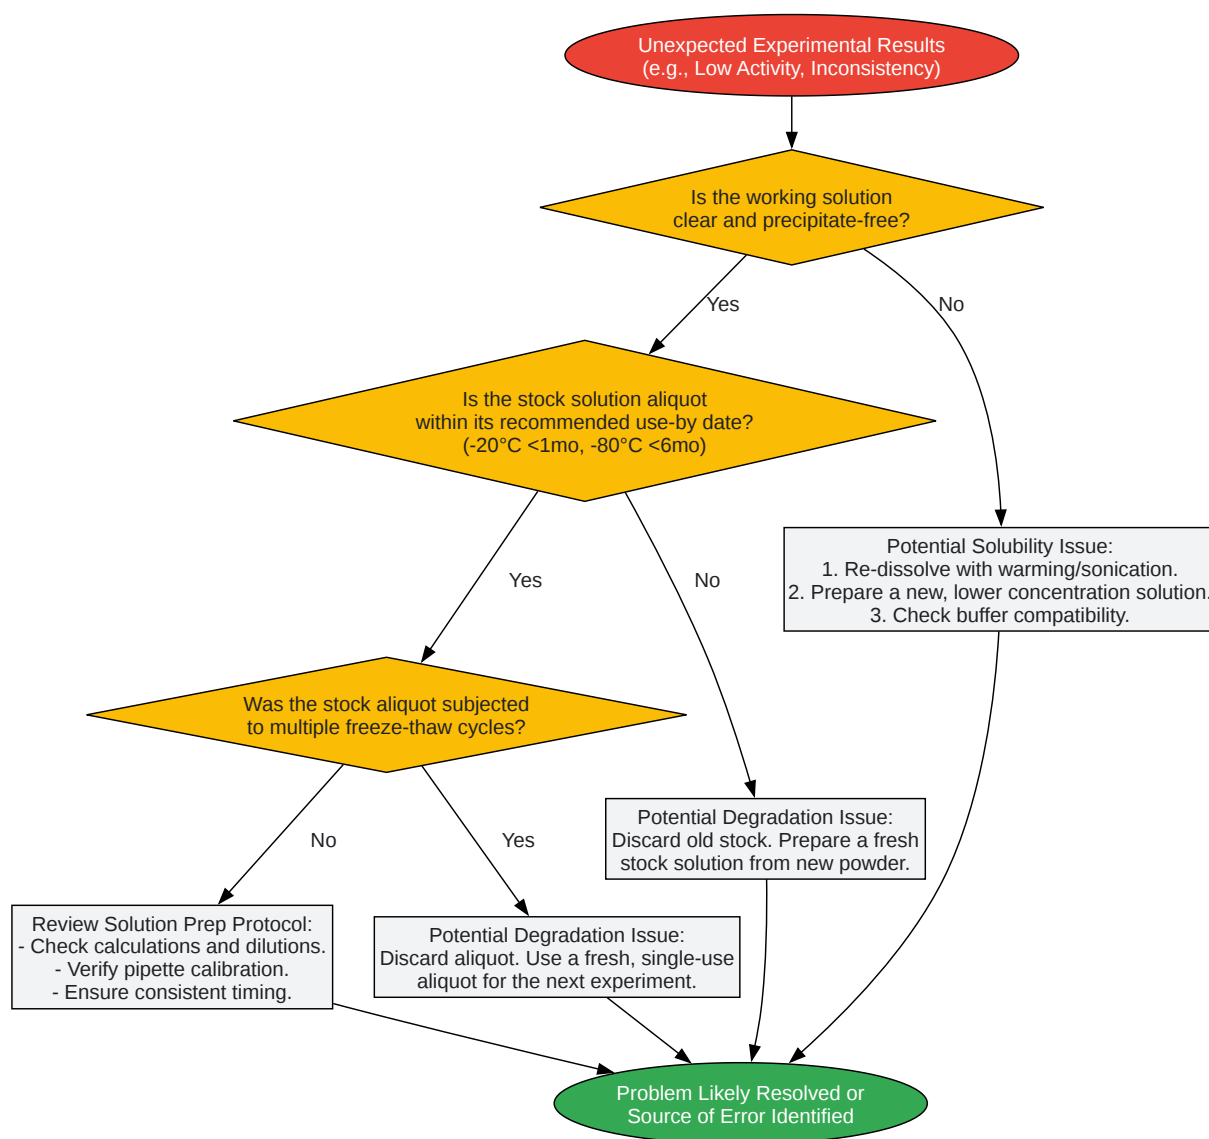 Unexpected Experimental Results
(e.g., Low Activity, Inconsistency)
Is the working solution
clear and precipitate-free?
Yes
No
Is the stock solution aliquot
within its recommended use-by date?
(-20°C <1mo, -80°C <6mo)
Potential Solubility Issue:
1. Re-dissolve with warming/sonication.
2. Prepare a new, lower concentration solution.
3. Check buffer compatibility.
Yes
No
Was the stock aliquot subjected
to multiple freeze-thaw cycles?
Potential Degradation Issue:
Discard old stock. Prepare a fresh
stock solution from new powder.
No
Yes
Review Solution Prep Protocol:
- Check calculations and dilutions.
- Verify pipette calibration.
- Ensure consistent timing.
Potential Degradation Issue:
Discard aliquot. Use a fresh, single-use
aliquot for the next experiment.
Problem Likely Resolved or
Source of Error Identified